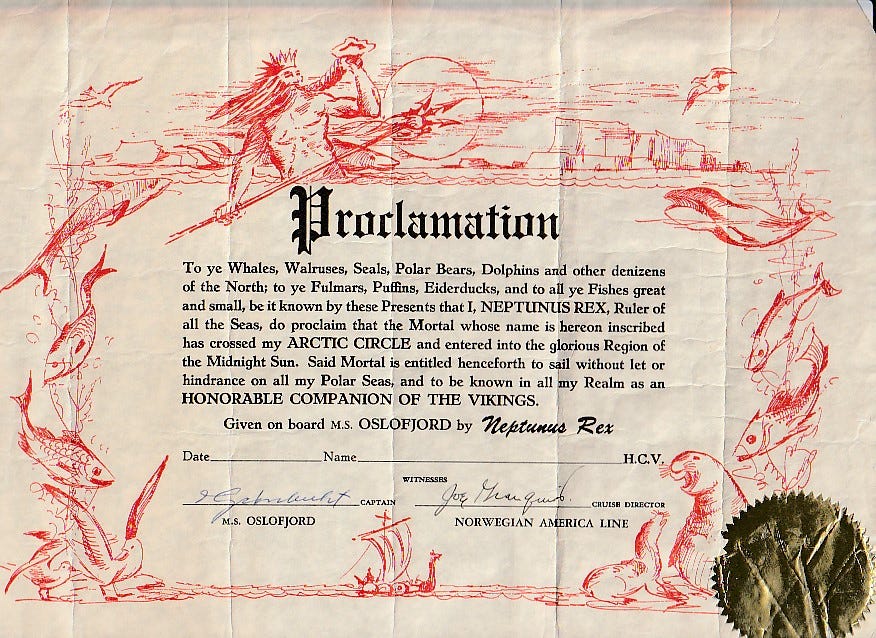 Proclamation
To ye Whales, Walruses, Seals, Polar Bears, Dolphins and other denizens
of the North; to ye Fulmars, Puffins, Eiderducks, and to all ye Fishes great
and small, be it known by these Presents that I, NEPTUNUS REX, Ruler of
all the Seas, do proclaim that the Mortal whose name is hereon inscribed
has crossed my ARCTIC CIRCLE and entered into the glorious Region of
the Midnight Sun. Said Mortal is entitled henceforth to sail without let or
hindrance on all my Polar Seas, and to be known in all my Realm as an
HONORABLE COMPANION OF THE VIKINGS.
Given on board M.S. OSLOFJORD by Neptunus Rex
Date Name H.C.V.
WITNESSES
CAPTAIN Joe CRUISE DIRECTOR
M.S. OSLOFJORD NORWEGIAN AMERICA LINE